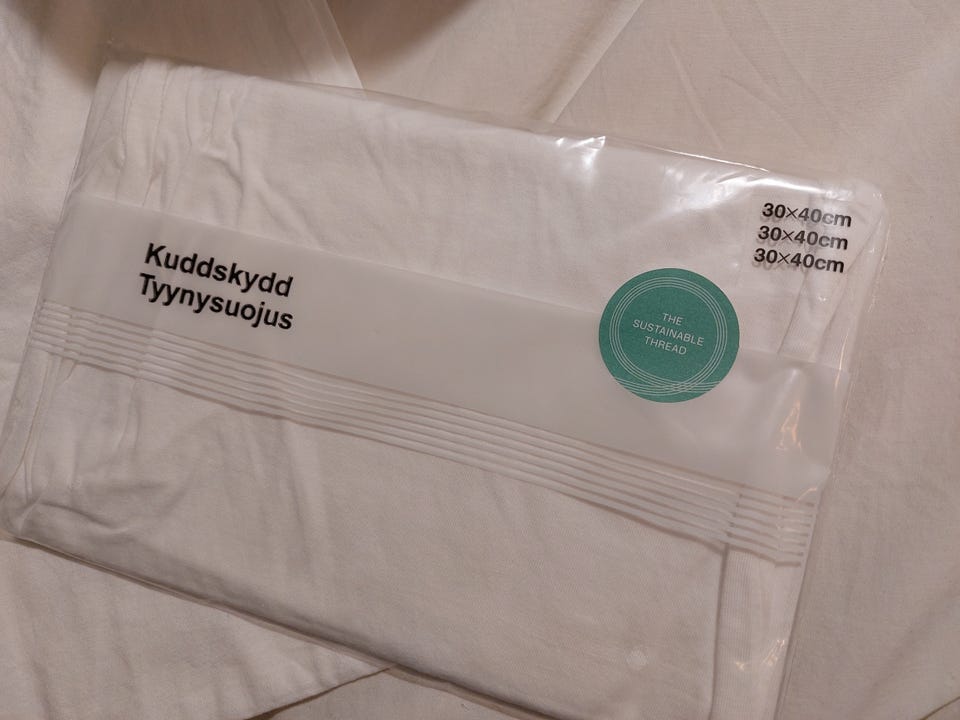 Kuddskydd
Tyynysuojus
30×40cm
30×40cm
30×40cm
THE
SUSTAINABLE
THREAD